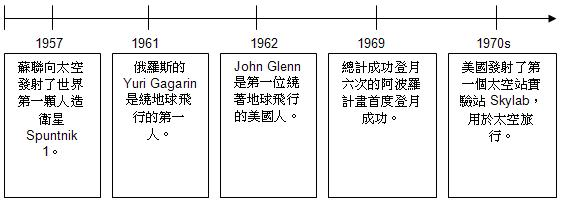 1957
1961
1962
1969
1970s
蘇聯向太空
發射了世界
第一顆人造
衛星
Spuntnik
1。
俄羅斯的
Yuri Gagarin
是繞地球飛
行的第一
人。
John Glenn
是第一位繞
著地球飛行
的美國人。
總計成功登月
六次的阿波羅
計畫首度登月
成功。
美國發射了第
一個太空站實
驗站 Skylab，
用於太空旅
行。